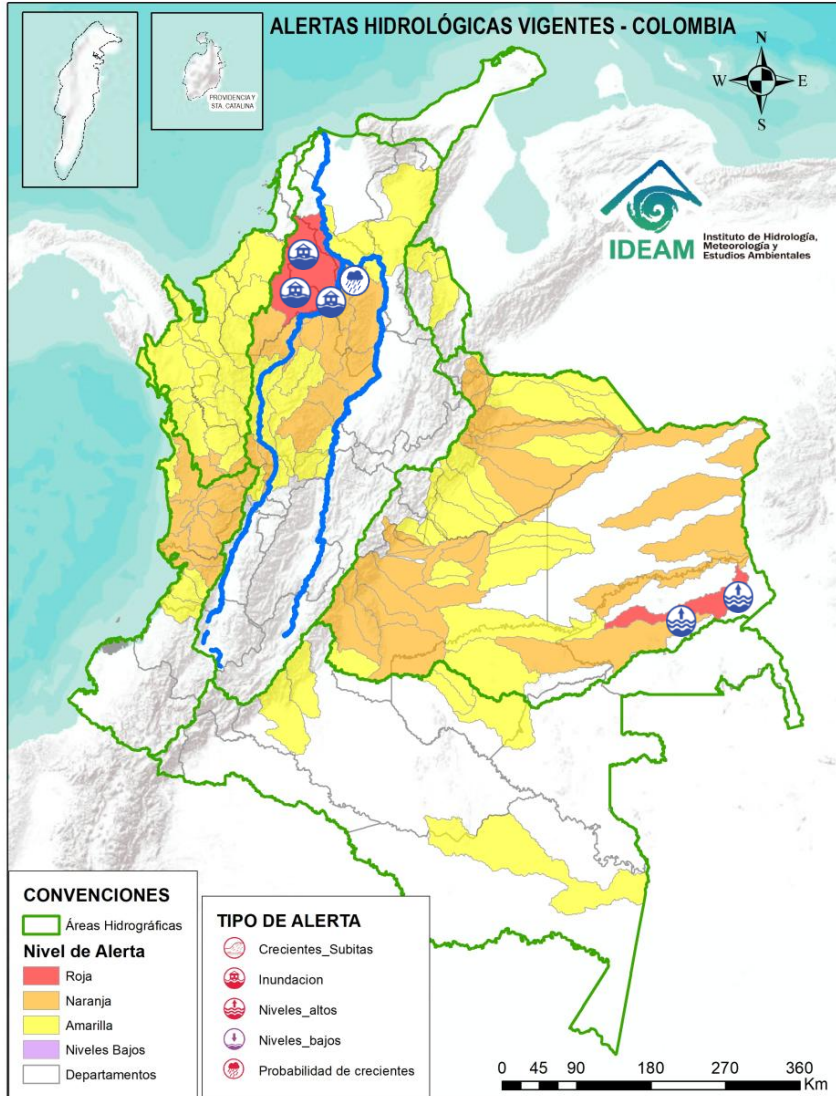 ALERTAS HIDROLÓGICAS VIGENTES - COLOMBIA
PROVIDENCIA Y
STA. CATALINA
N
W
E
S
IDEAM
Instituto de Hidrología,
Meteorología y
Estudios Ambientales
CONVENCIONES
Áreas Hidrográficas
Nivel de Alerta
Roja
Naranja
Amarilla
Niveles Bajos
Departamentos
TIPO DE ALERTA
Crecientes_Subitas
Inundacion
Niveles_altos
Niveles_bajos
Probabilidad de crecientes
0 45 90 180 270 360
Km